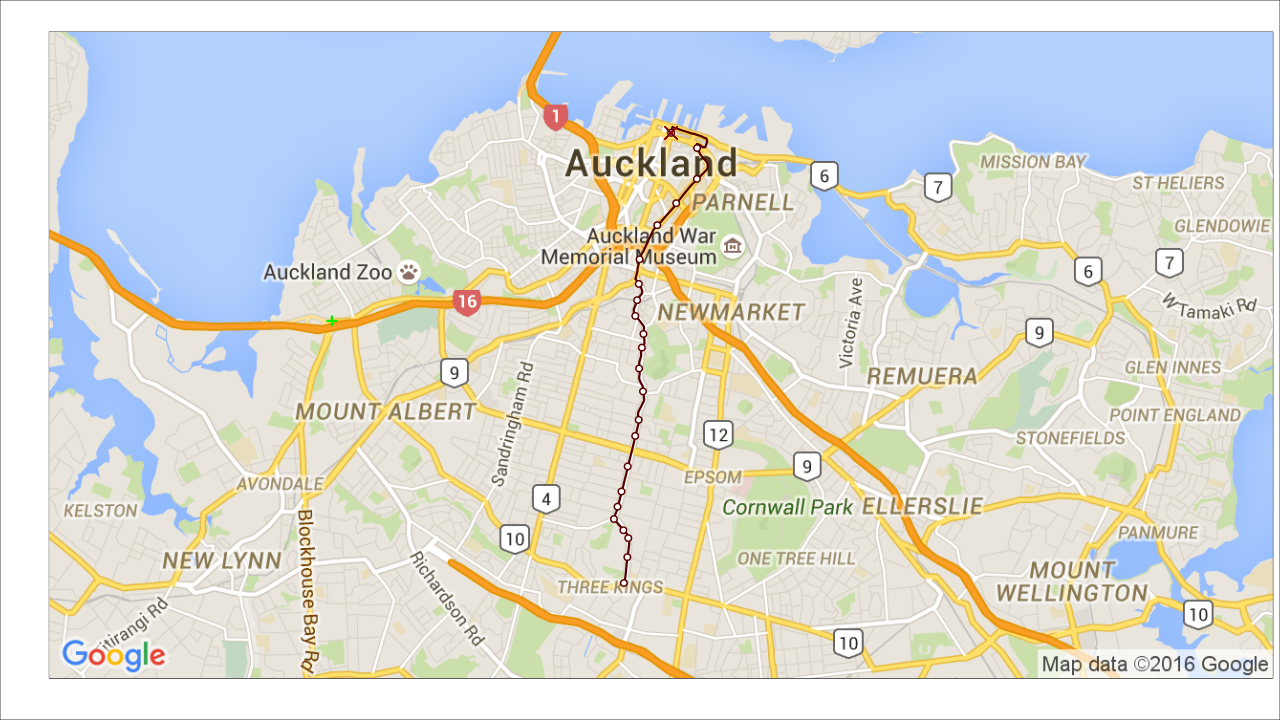 1
Auckland
MISSION BAY
6
7
ST HELIERS
PARNELL
GLENDOWIE
Auckland War
Memorial Museum
Auckland Zoo
6
7
16
NEWMARKET
Victoria Ave
W Tamaki Rd
9
9
Sandringham Rd
REMUERA
GLEN INNES
MOUNT ALBERT
POINT ENGLAND
12
STONEFIELDS
9
EPSOM
AVONDALE
4
Cornwall Park
ELLERSLIE
KELSTON
10
PANMURE
Blockhouse Bay Rd
NEW LYNN
Richardson Rd
ONE TREE HILL
THREE KINGS
MOUNT
WELLINGTON
10
10
Google
Map data ©2016 Google